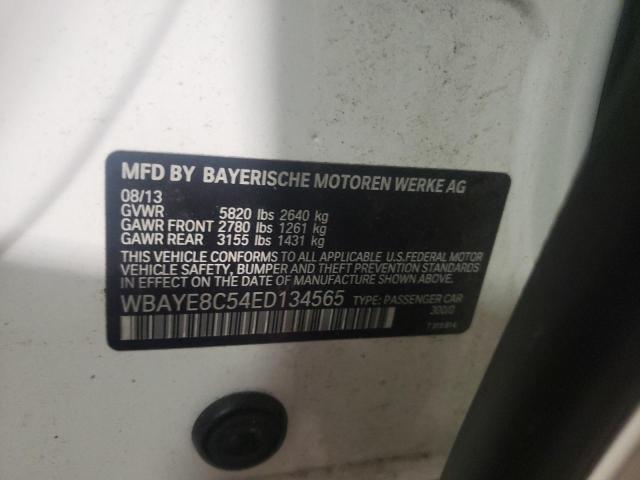 MFD BY BAYERISCHE MOTOREN WERKE AG
08/13
GVWR 5820 lbs 2640 kg
GAWR FRONT 2780 lbs 1261 kg
GAWR REAR 3155 lbs 1431 kg
THIS VEHICLE CONFORMS TO ALL APPLICABLE U.S.FEDERAL MOTOR
VEHICLE SAFETY, BUMPER AND THEFT PREVENTION STANDARDS
IN EFFECT ON THE DATE OF MANUFACTURE SHOWN ABOVE.
WBAYE8C54ED134565 TYPE: PASSENGER CAR
300/0